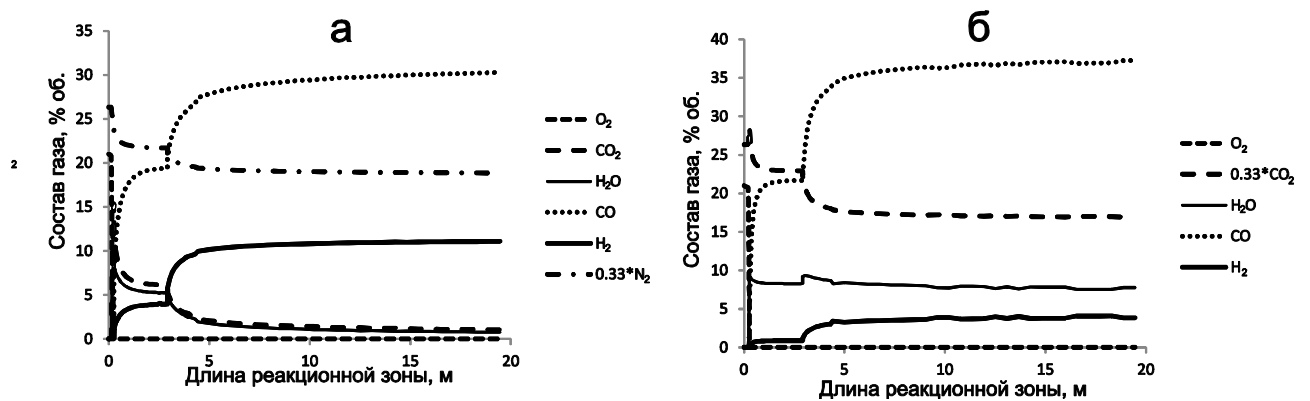 а
Состав газа, % об.
35
30
25
20
15
10
5
0
0
5
10
15
20
Длина реакционной зоны, м
O₂
CO₂
H₂O
CO
H₂
0.33*N₂
2
б
Состав газа, % об.
40
35
30
25
20
15
10
5
0
0
5
10
15
20
Длина реакционной зоны, м
O₂
0.33*CO₂
H₂O
CO
H₂